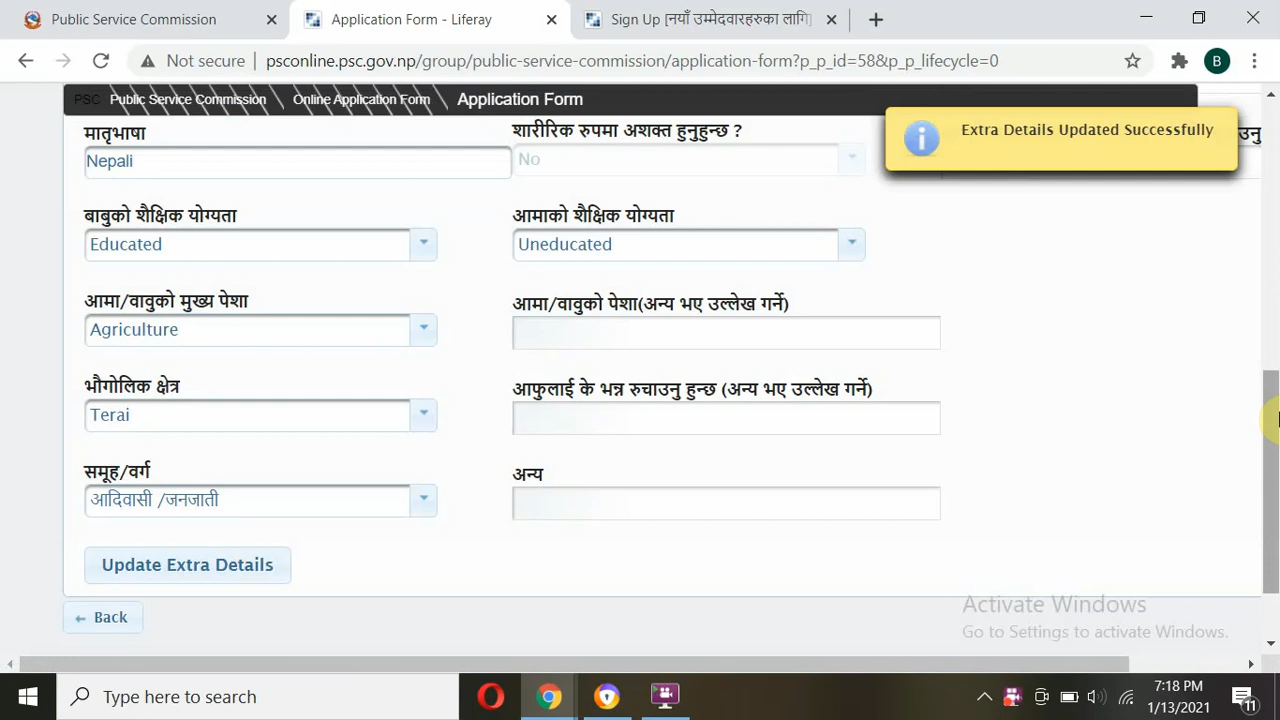 Public Service Commission
Application Form - Liferay
Sign Up [नयाँ उम्मेदवारहरुका लागि]
Not secure
psconline.psc.gov.np/group/public-service-commission/application-form?p_p_id=58&p_p_lifecycle=0
B
PSC Public Service Commission Online Application Form Application Form
Extra Details Updated Successfully
मातृभाषा
शारीरिक रुपमा अशक्त हुनुहुन्छ ?
Nepali
No
बाबुको शैक्षिक योग्यता
आमाको शैक्षिक योग्यता
Educated
Uneducated
आमा/वावुको मुख्य पेशा
आमा/वावुको पेशा(अन्य भए उल्लेख गर्ने)
Agriculture
भौगोलिक क्षेत्र
आफुलाई के भन्न रुचाउनु हुन्छ (अन्य भए उल्लेख गर्ने)
Terai
समूह/वर्ग
अन्य
आदिवासी /जनजाती
Update Extra Details
Back
Activate Windows
Go to Settings to activate Windows.
Type here to search
7:18 PM
1/13/2021
11